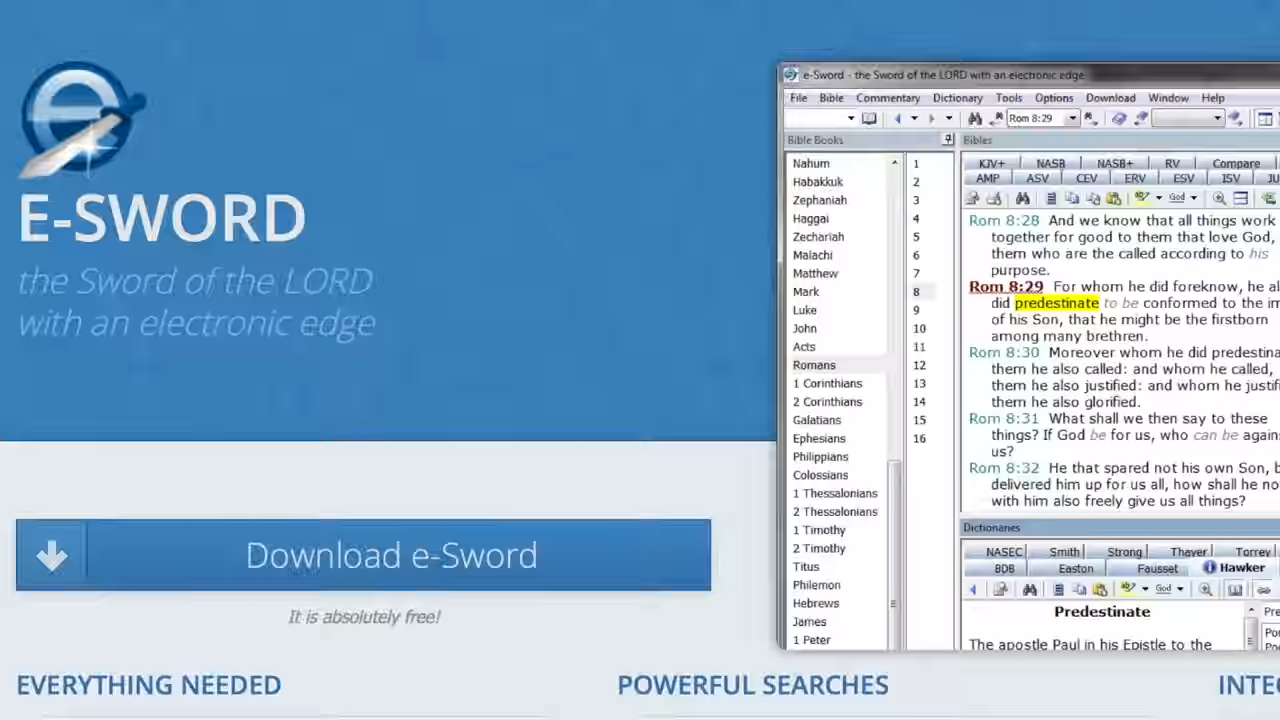 E-SWORD
the Sword of the LORD
with an electronic edge
Download e-Sword
It is absolutely free!
EVERYTHING NEEDED
POWERFUL SEARCHES
e-Sword - the Sword of the LORD with an electronic edge
File Bible Commentary Dictionary Tools Options Download Window Help
Rom 8:29
Bible Books
Nahum
Habakkuk
Zephaniah
Haggai
Zechariah
Malachi
Matthew
Mark
Luke
John
Acts
Romans
1 Corinthians
2 Corinthians
Galatians
Ephesians
Philippians
Colossians
1 Thessalonians
2 Thessalonians
1 Timothy
2 Timothy
Titus
Philemon
Hebrews
James
1 Peter
1
2
3
4
5
6
7
8
9
10
11
12
13
14
15
16
Bibles
KJV+ NASB NASB+ RV Compare
AMP ASV CEV ERV ESV ISV
God
Rom 8:28 And we know that all things work
together for good to them that love God,
them who are the called according to his
purpose.
Rom 8:29 For whom he did foreknow, he
did predestinate to be conformed to the
of his Son, that he might be the firstborn
among many brethren.
Rom 8:30 Moreover whom he did
them he also called: and whom he called,
them he also justified: and whom he
them he also glorified.
Rom 8:31 What shall we then say to these
things? If God be for us, who can be
us?
Rom 8:32 He that spared not his own Son,
delivered him up for us all, how shall he
with him also freely give us all things?
Dictionaries
NASEC Smith Strong Thayer Torrey
BDB Easton Fausset Hawker
God
Predestinate
The apostle Paul in his Epistle to the